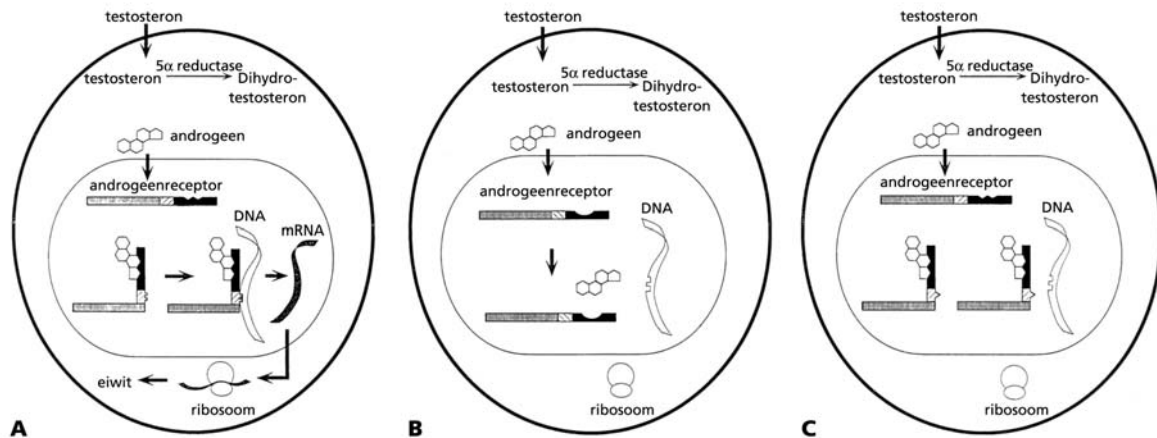 testosteron
5α reductase
testosteron
Dihydro-
testosteron
androgeen
androgeenreceptor
DNA
mRNA
eiwit
ribosoom
A
testosteron
5α reductase
testosteron
Dihydro-
testosteron
androgeen
androgeenreceptor
DNA
ribosoom
B
testosteron
5α reductase
testosteron
Dihydro-
testosteron
androgeen
androgeenreceptor
DNA
ribosoom
C